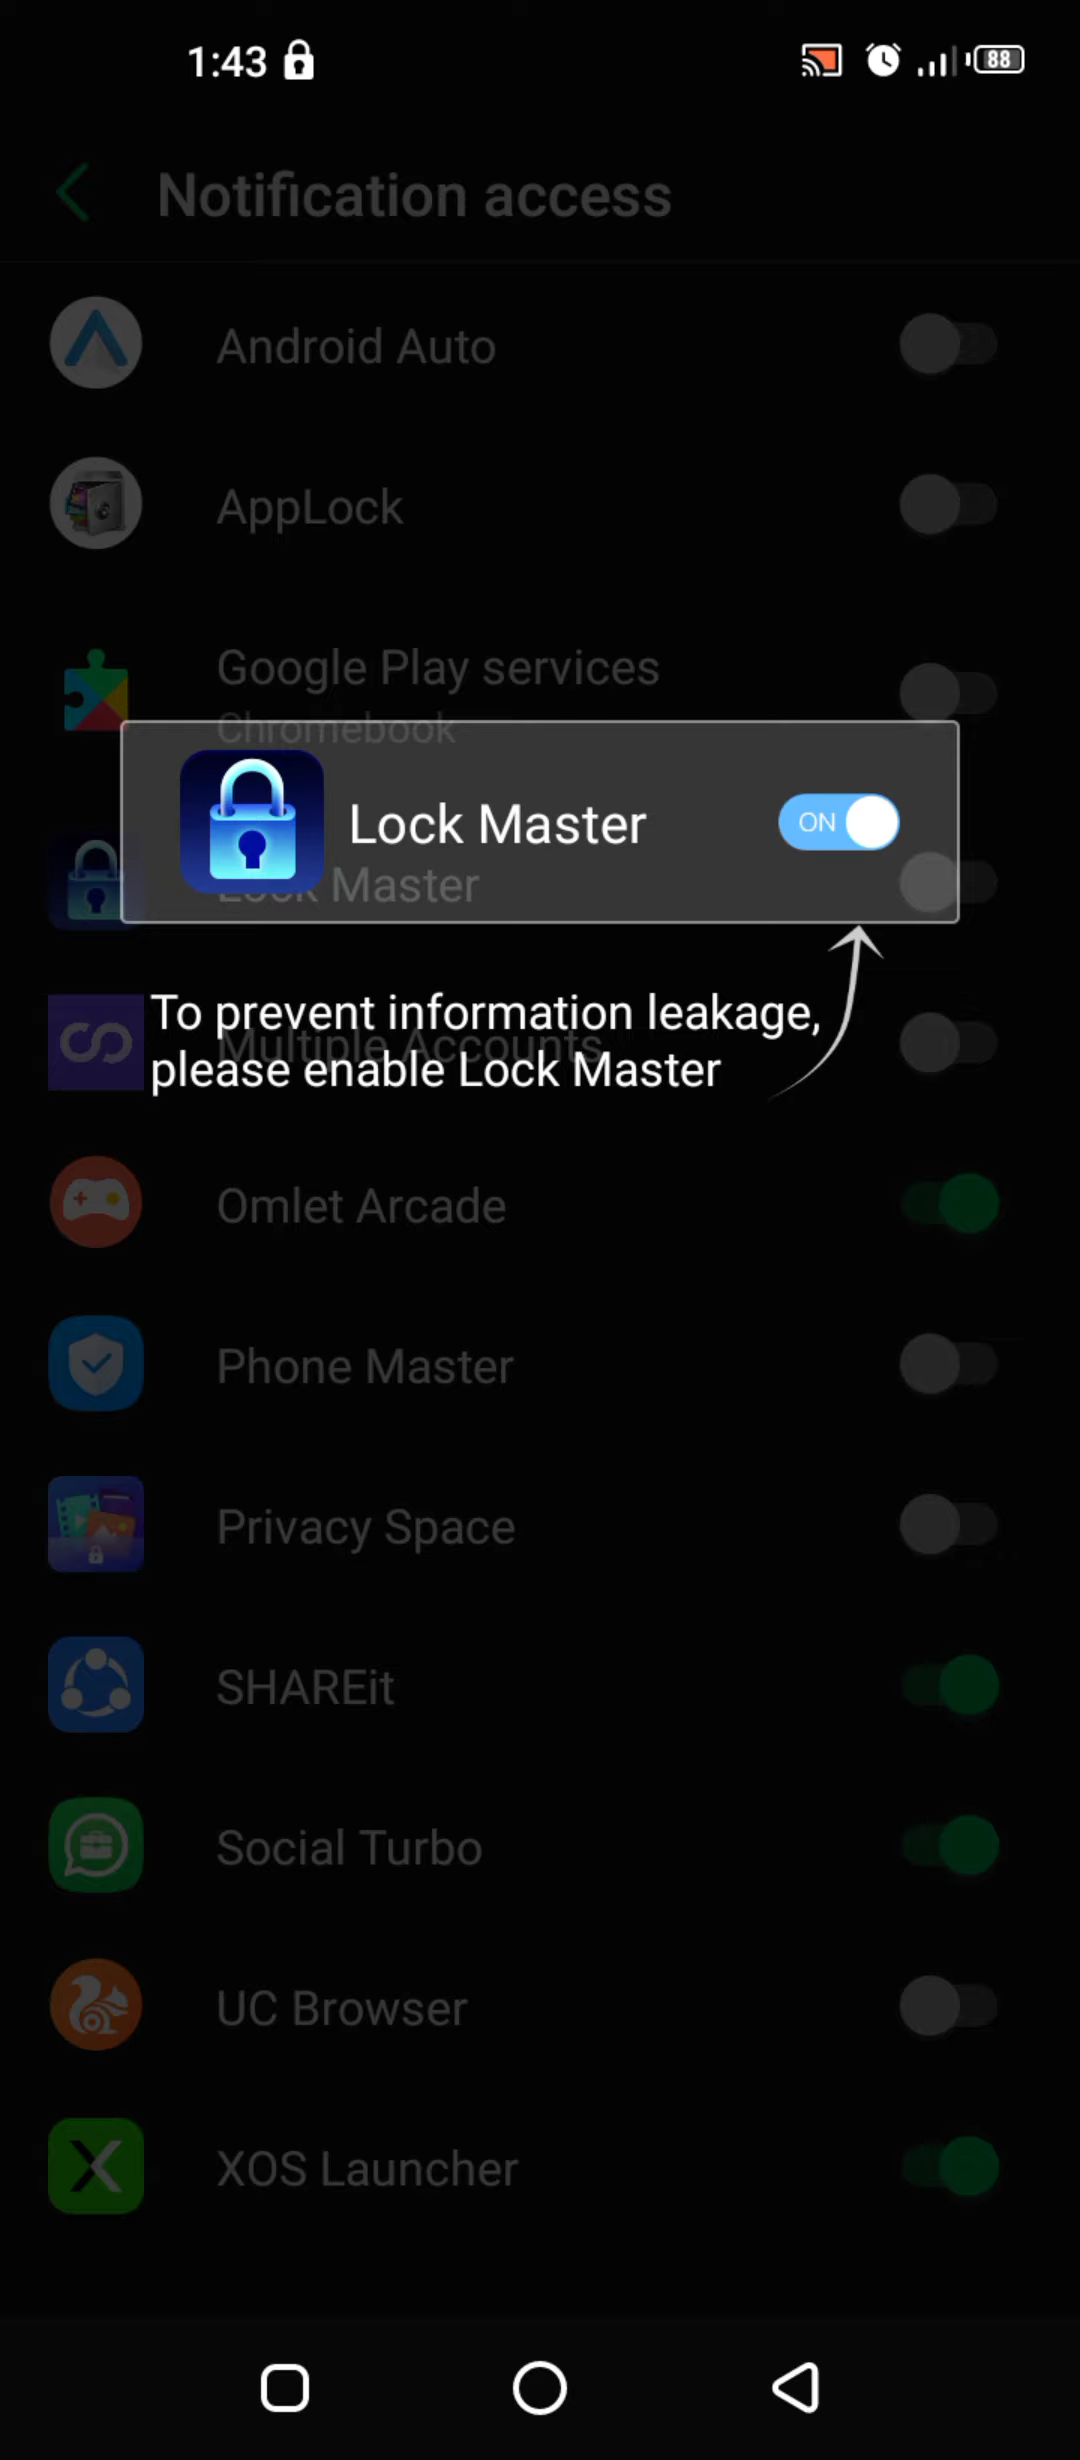 1:43
88
Notification access
Android Auto
AppLock
Google Play services
Chromebook
Lock Master
ON
Lock Master
To prevent information leakage,
please enable Lock Master
Multiple Accounts
Omlet Arcade
Phone Master
Privacy Space
SHAREit
Social Turbo
UC Browser
XOS Launcher